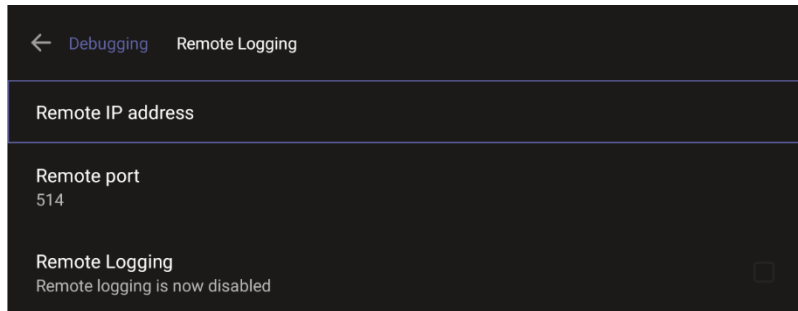 Debugging Remote Logging
Remote IP address
Remote port
514
Remote Logging
Remote logging is now disabled